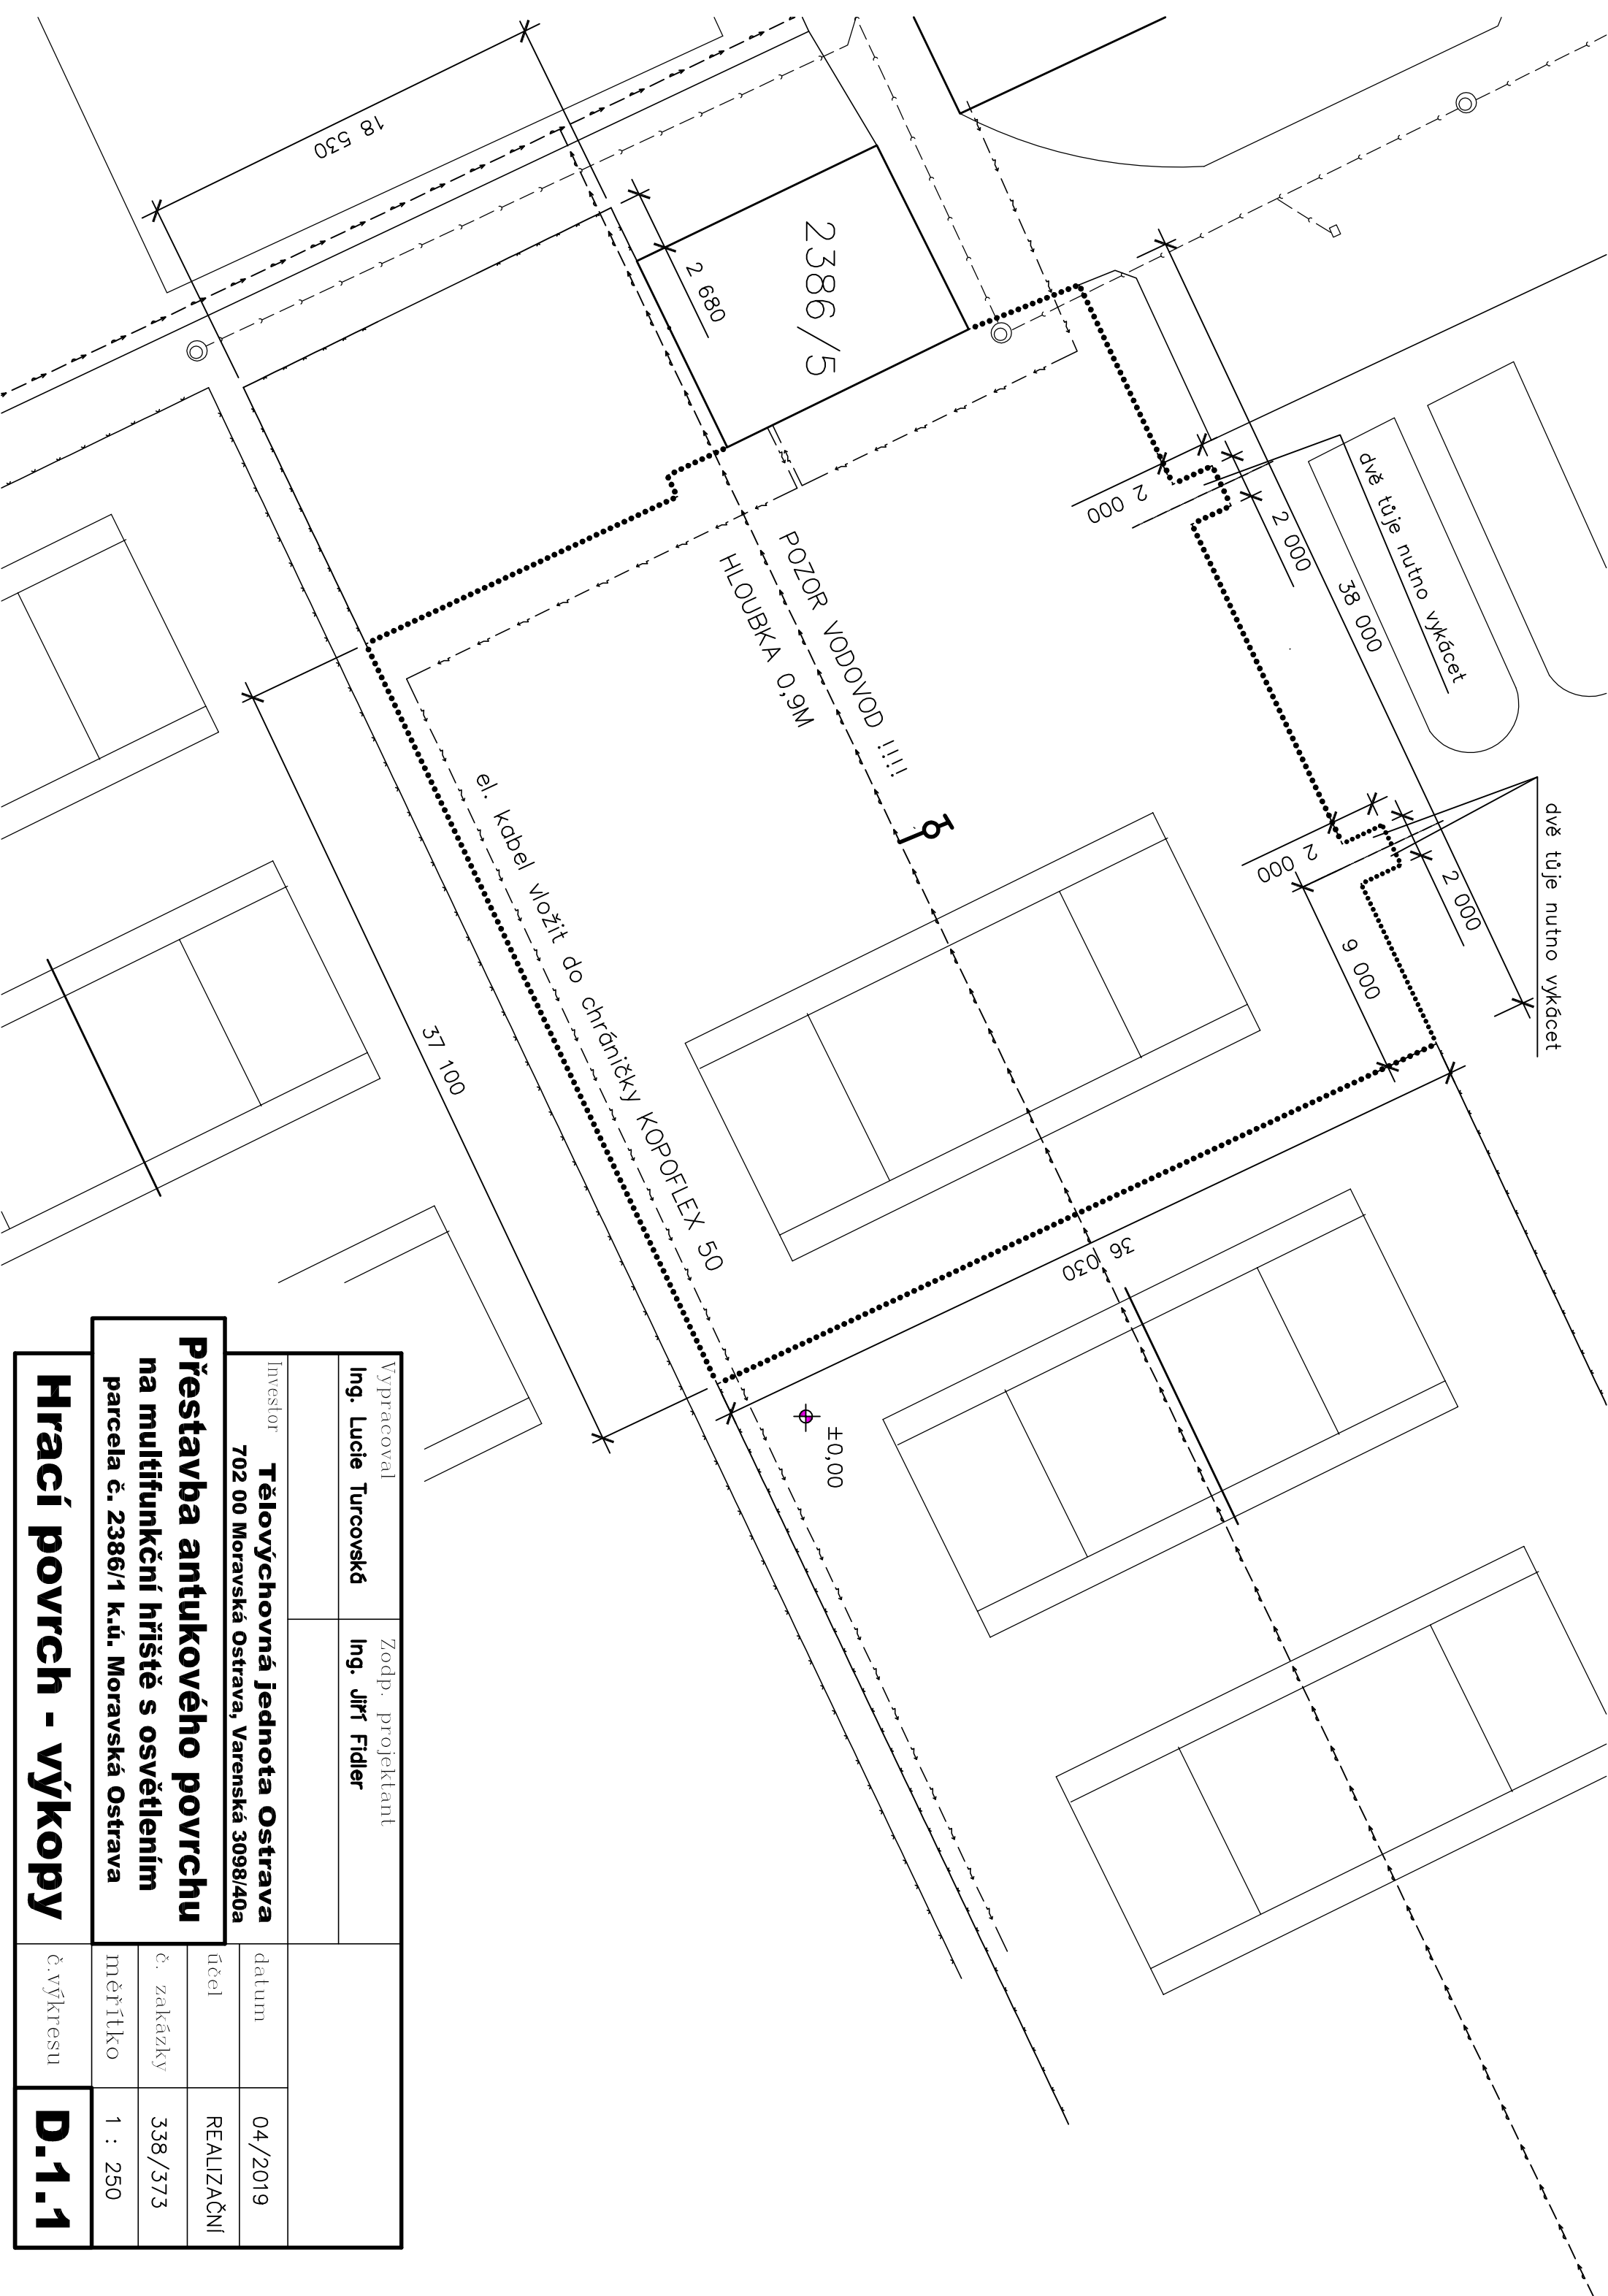 dvě tůje nutno vykácet
dvě tůje nutno vykácet
38 000
2 000
2 000
2 000
2 000
9 000
2386/5
2 680
18 530
POZOR VODOVOD !!!!
HLOUBKA 0,9M
el. kabel vložit do chráničky KOPOFLEX 50
36 030
37 100
±0,00
Vypracoval
Zodp. projektant
Ing. Lucie Turcovská
Ing. Jiří Fidler
Investor
Tělovýchovná jednota Ostrava
702 00 Moravská Ostrava, Varenská 3098/40a
Přestavba antukového povrchu
na multifunkční hřiště s osvětlením
parcela č. 2386/1 k.ú. Moravská Ostrava
Hrací povrch - výkopy
datum 04/2019
účel REALIZAČNÍ
č. zakázky 338/373
měřítko 1 : 250
č.výkresu D.1.1